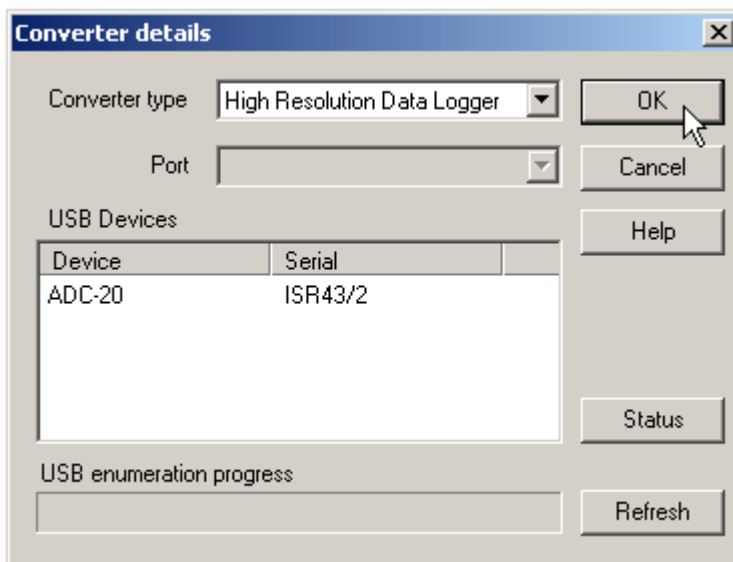 Converter details
Converter type High Resolution Data Logger OK
Port Cancel
USB Devices
Help
Device Serial
ADC-20 ISR43/2
Status
USB enumeration progress
Refresh